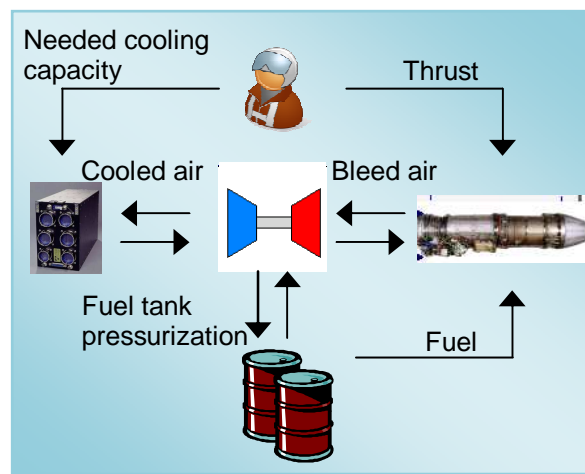 Needed cooling
capacity
Thrust
Cooled air
Bleed air
Fuel tank
pressurization
Fuel